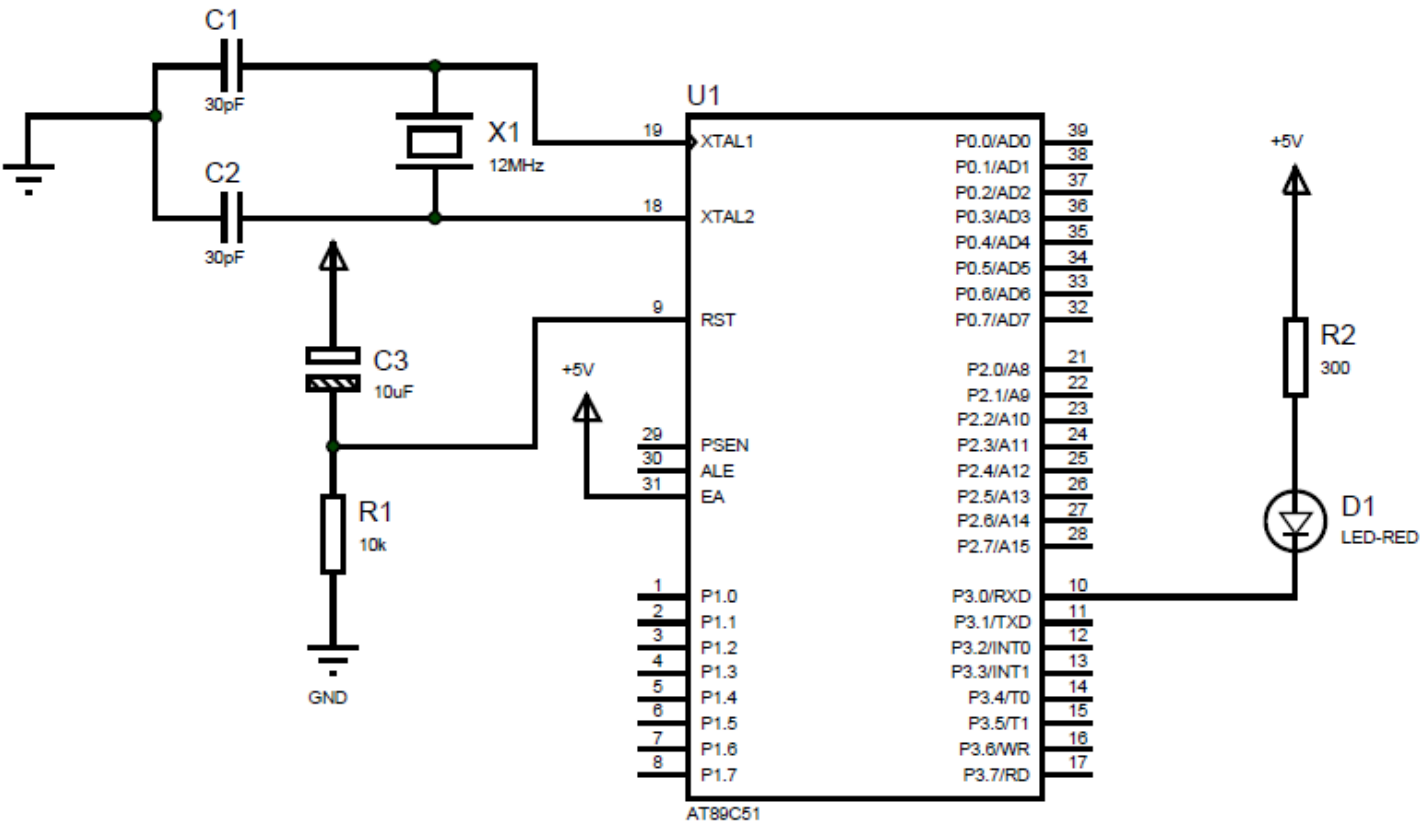 C1
30pF
X1
12MHz
C2
30pF
C3
10uF
R1
10k
GND
+5V
U1
19 XTAL1
18 XTAL2
9 RST
29 PSEN
30 ALE
31 EA
1 P1.0
2 P1.1
3 P1.2
4 P1.3
5 P1.4
6 P1.5
7 P1.6
8 P1.7
P0.0/AD0 39
P0.1/AD1 38
P0.2/AD2 37
P0.3/AD3 36
P0.4/AD4 35
P0.5/AD5 34
P0.6/AD6 33
P0.7/AD7 32
P2.0/A8 21
P2.1/A9 22
P2.2/A10 23
P2.3/A11 24
P2.4/A12 25
P2.5/A13 26
P2.6/A14 27
P2.7/A15 28
P3.0/RXD 10
P3.1/TXD 11
P3.2/INT0 12
P3.3/INT1 13
P3.4/T0 14
P3.5/T1 15
P3.6/WR 16
P3.7/RD 17
AT89C51
+5V
R2
300
D1
LED-RED